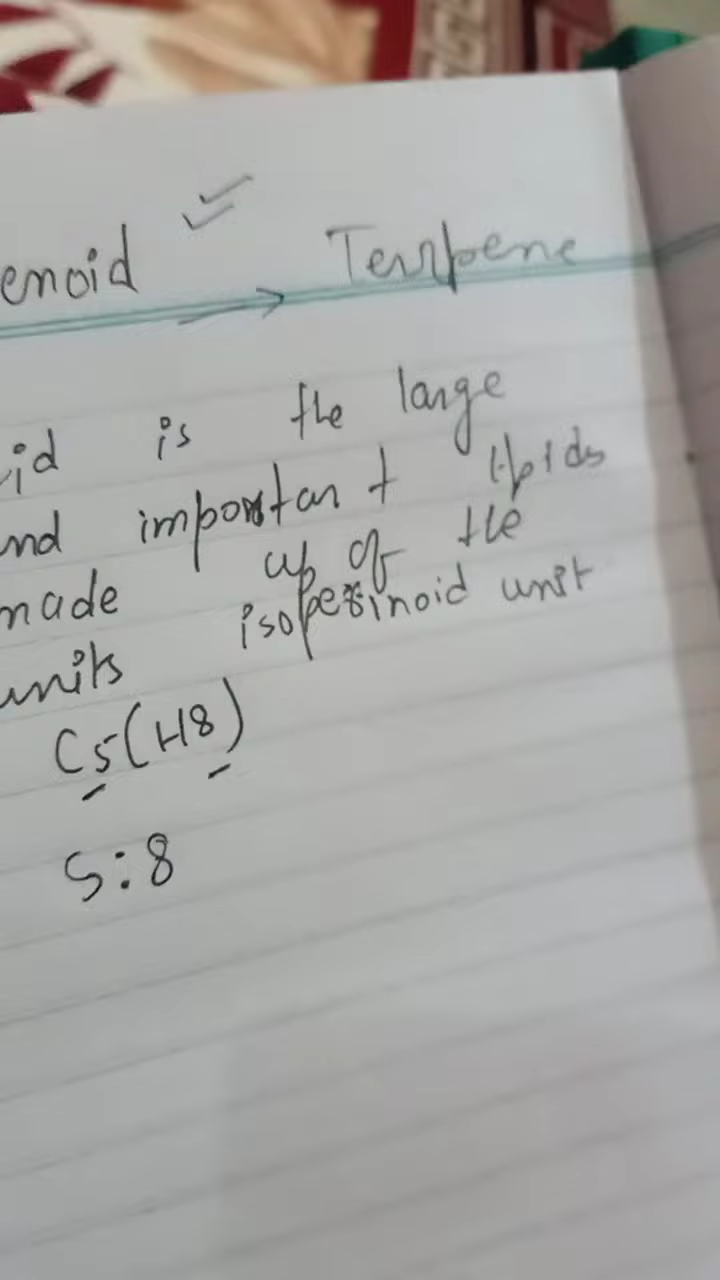 enoid → Terpene
id is the large
nd important lipids
made up of the
units isopesinoid unit
C5(H8)
5:8